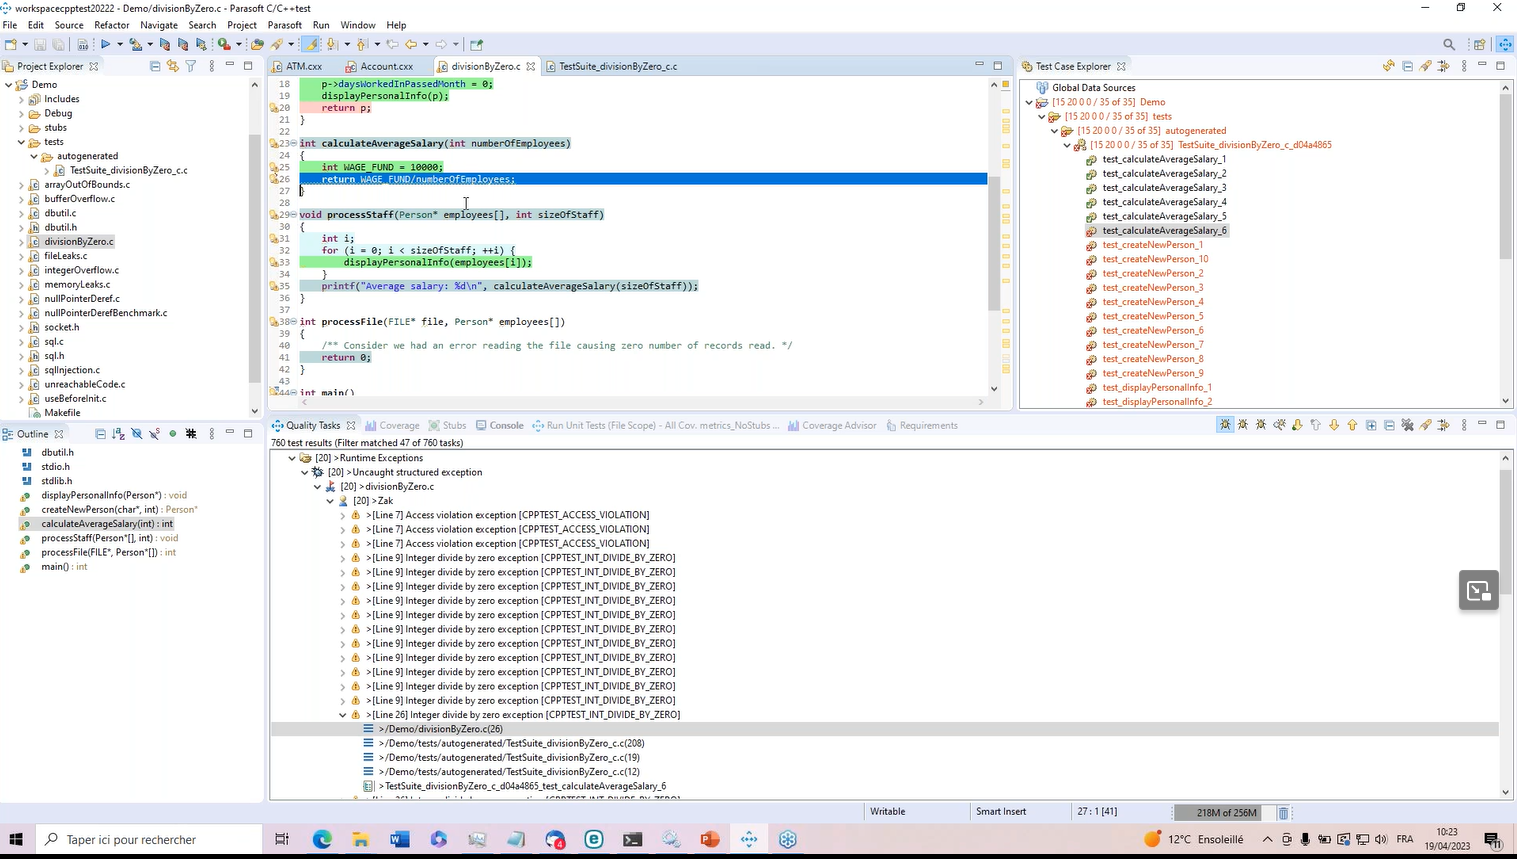 workspacecpptest20222 - Demo/divisionByZero.c - Parasoft C/C++test
File Edit Source Refactor Navigate Search Project Parasoft Run Window Help
Project Explorer
Demo
Includes
Debug
stubs
tests
autogenerated
TestSuite_divisionByZero_c.c
arrayOutOfBounds.c
bufferOverflow.c
dbutil.c
dbutil.h
divisionByZero.c
fileLeaks.c
integerOverflow.c
memoryLeaks.c
nullPointerDeref.c
nullPointerDerefBenchmark.c
socket.h
sql.c
sql.h
sqlInjection.c
unreachableCode.c
useBeforeInit.c
Makefile
Outline
dbutil.h
stdio.h
stdlib.h
displayPersonalInfo(Person*) : void
createNewPerson(char*, int) : Person*
calculateAverageSalary(int) : int
processStaff(Person*[], int) : void
processFile(FILE*, Person*[]) : int
main() : int
ATM.cxx Account.cxx divisionByZero.c TestSuite_divisionByZero_c.c
18 p->daysWorkedInPassedMonth = 0;
19 displayPersonalInfo(p);
20 return p;
21 }
22
23 int calculateAverageSalary(int numberOfEmployees)
24 {
25 int WAGE_FUND = 10000;
26 return WAGE_FUND/numberOfEmployees;
27 }
28
29 void processStaff(Person* employees[], int sizeOfStaff)
30 {
31 int i;
32 for (i = 0; i < sizeOfStaff; ++i) {
33 displayPersonalInfo(employees[i]);
34 }
35 printf("Average salary: %d\n", calculateAverageSalary(sizeOfStaff));
36 }
37
38 int processFile(FILE* file, Person* employees[])
39 {
40 /** Consider we had an error reading the file causing zero number of records read. */
41 return 0;
42 }
43
44 int main()
Test Case Explorer
Global Data Sources
[15 20 0 0 / 35 of 35] Demo
[15 20 0 0 / 35 of 35] tests
[15 20 0 0 / 35 of 35] autogenerated
[15 20 0 0 / 35 of 35] TestSuite_divisionByZero_c_d04a4865
test_calculateAverageSalary_1
test_calculateAverageSalary_2
test_calculateAverageSalary_3
test_calculateAverageSalary_4
test_calculateAverageSalary_5
test_calculateAverageSalary_6
test_createNewPerson_1
test_createNewPerson_10
test_createNewPerson_2
test_createNewPerson_3
test_createNewPerson_4
test_createNewPerson_5
test_createNewPerson_6
test_createNewPerson_7
test_createNewPerson_8
test_createNewPerson_9
test_displayPersonalInfo_1
test_displayPersonalInfo_2
Quality Tasks Coverage Stubs Console Run Unit Tests (File Scope) - All Cov. metrics_NoStubs ... Coverage Advisor Requirements
760 test results (Filter matched 47 of 760 tasks)
[20] >Runtime Exceptions
[20] >Uncaught structured exception
[20] >divisionByZero.c
[20] >Zak
>[Line 7] Access violation exception [CPPTEST_ACCESS_VIOLATION]
>[Line 7] Access violation exception [CPPTEST_ACCESS_VIOLATION]
>[Line 7] Access violation exception [CPPTEST_ACCESS_VIOLATION]
>[Line 9] Integer divide by zero exception [CPPTEST_INT_DIVIDE_BY_ZERO]
>[Line 9] Integer divide by zero exception [CPPTEST_INT_DIVIDE_BY_ZERO]
>[Line 9] Integer divide by zero exception [CPPTEST_INT_DIVIDE_BY_ZERO]
>[Line 9] Integer divide by zero exception [CPPTEST_INT_DIVIDE_BY_ZERO]
>[Line 9] Integer divide by zero exception [CPPTEST_INT_DIVIDE_BY_ZERO]
>[Line 9] Integer divide by zero exception [CPPTEST_INT_DIVIDE_BY_ZERO]
>[Line 9] Integer divide by zero exception [CPPTEST_INT_DIVIDE_BY_ZERO]
>[Line 9] Integer divide by zero exception [CPPTEST_INT_DIVIDE_BY_ZERO]
>[Line 9] Integer divide by zero exception [CPPTEST_INT_DIVIDE_BY_ZERO]
>[Line 9] Integer divide by zero exception [CPPTEST_INT_DIVIDE_BY_ZERO]
>[Line 9] Integer divide by zero exception [CPPTEST_INT_DIVIDE_BY_ZERO]
>[Line 26] Integer divide by zero exception [CPPTEST_INT_DIVIDE_BY_ZERO]
>/Demo/divisionByZero.c(26)
>/Demo/tests/autogenerated/TestSuite_divisionByZero_c.c(208)
>/Demo/tests/autogenerated/TestSuite_divisionByZero_c.c(19)
>/Demo/tests/autogenerated/TestSuite_divisionByZero_c.c(12)
>TestSuite_divisionByZero_c_d04a4865_test_calculateAverageSalary_6
Writable Smart Insert 27 : 1 [41] 218M of 256M
Taper ici pour rechercher
4
12°C Ensoleillé FRA 10:23
19/04/2023